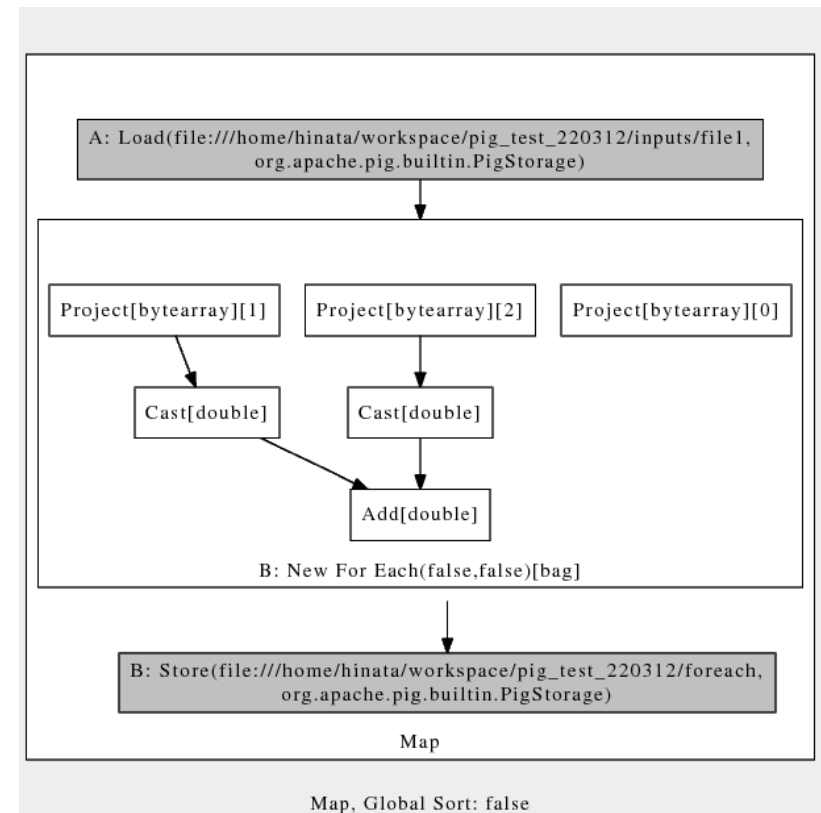 A: Load(file:///home/hinata/workspace/pig_test_220312/inputs/file1,
org.apache.pig.builtin.PigStorage)
Project[bytearray][1]
Project[bytearray][2]
Project[bytearray][0]
Cast[double]
Cast[double]
Add[double]
B: New For Each(false,false)[bag]
B: Store(file:///home/hinata/workspace/pig_test_220312/foreach,
org.apache.pig.builtin.PigStorage)
Map
Map, Global Sort: false